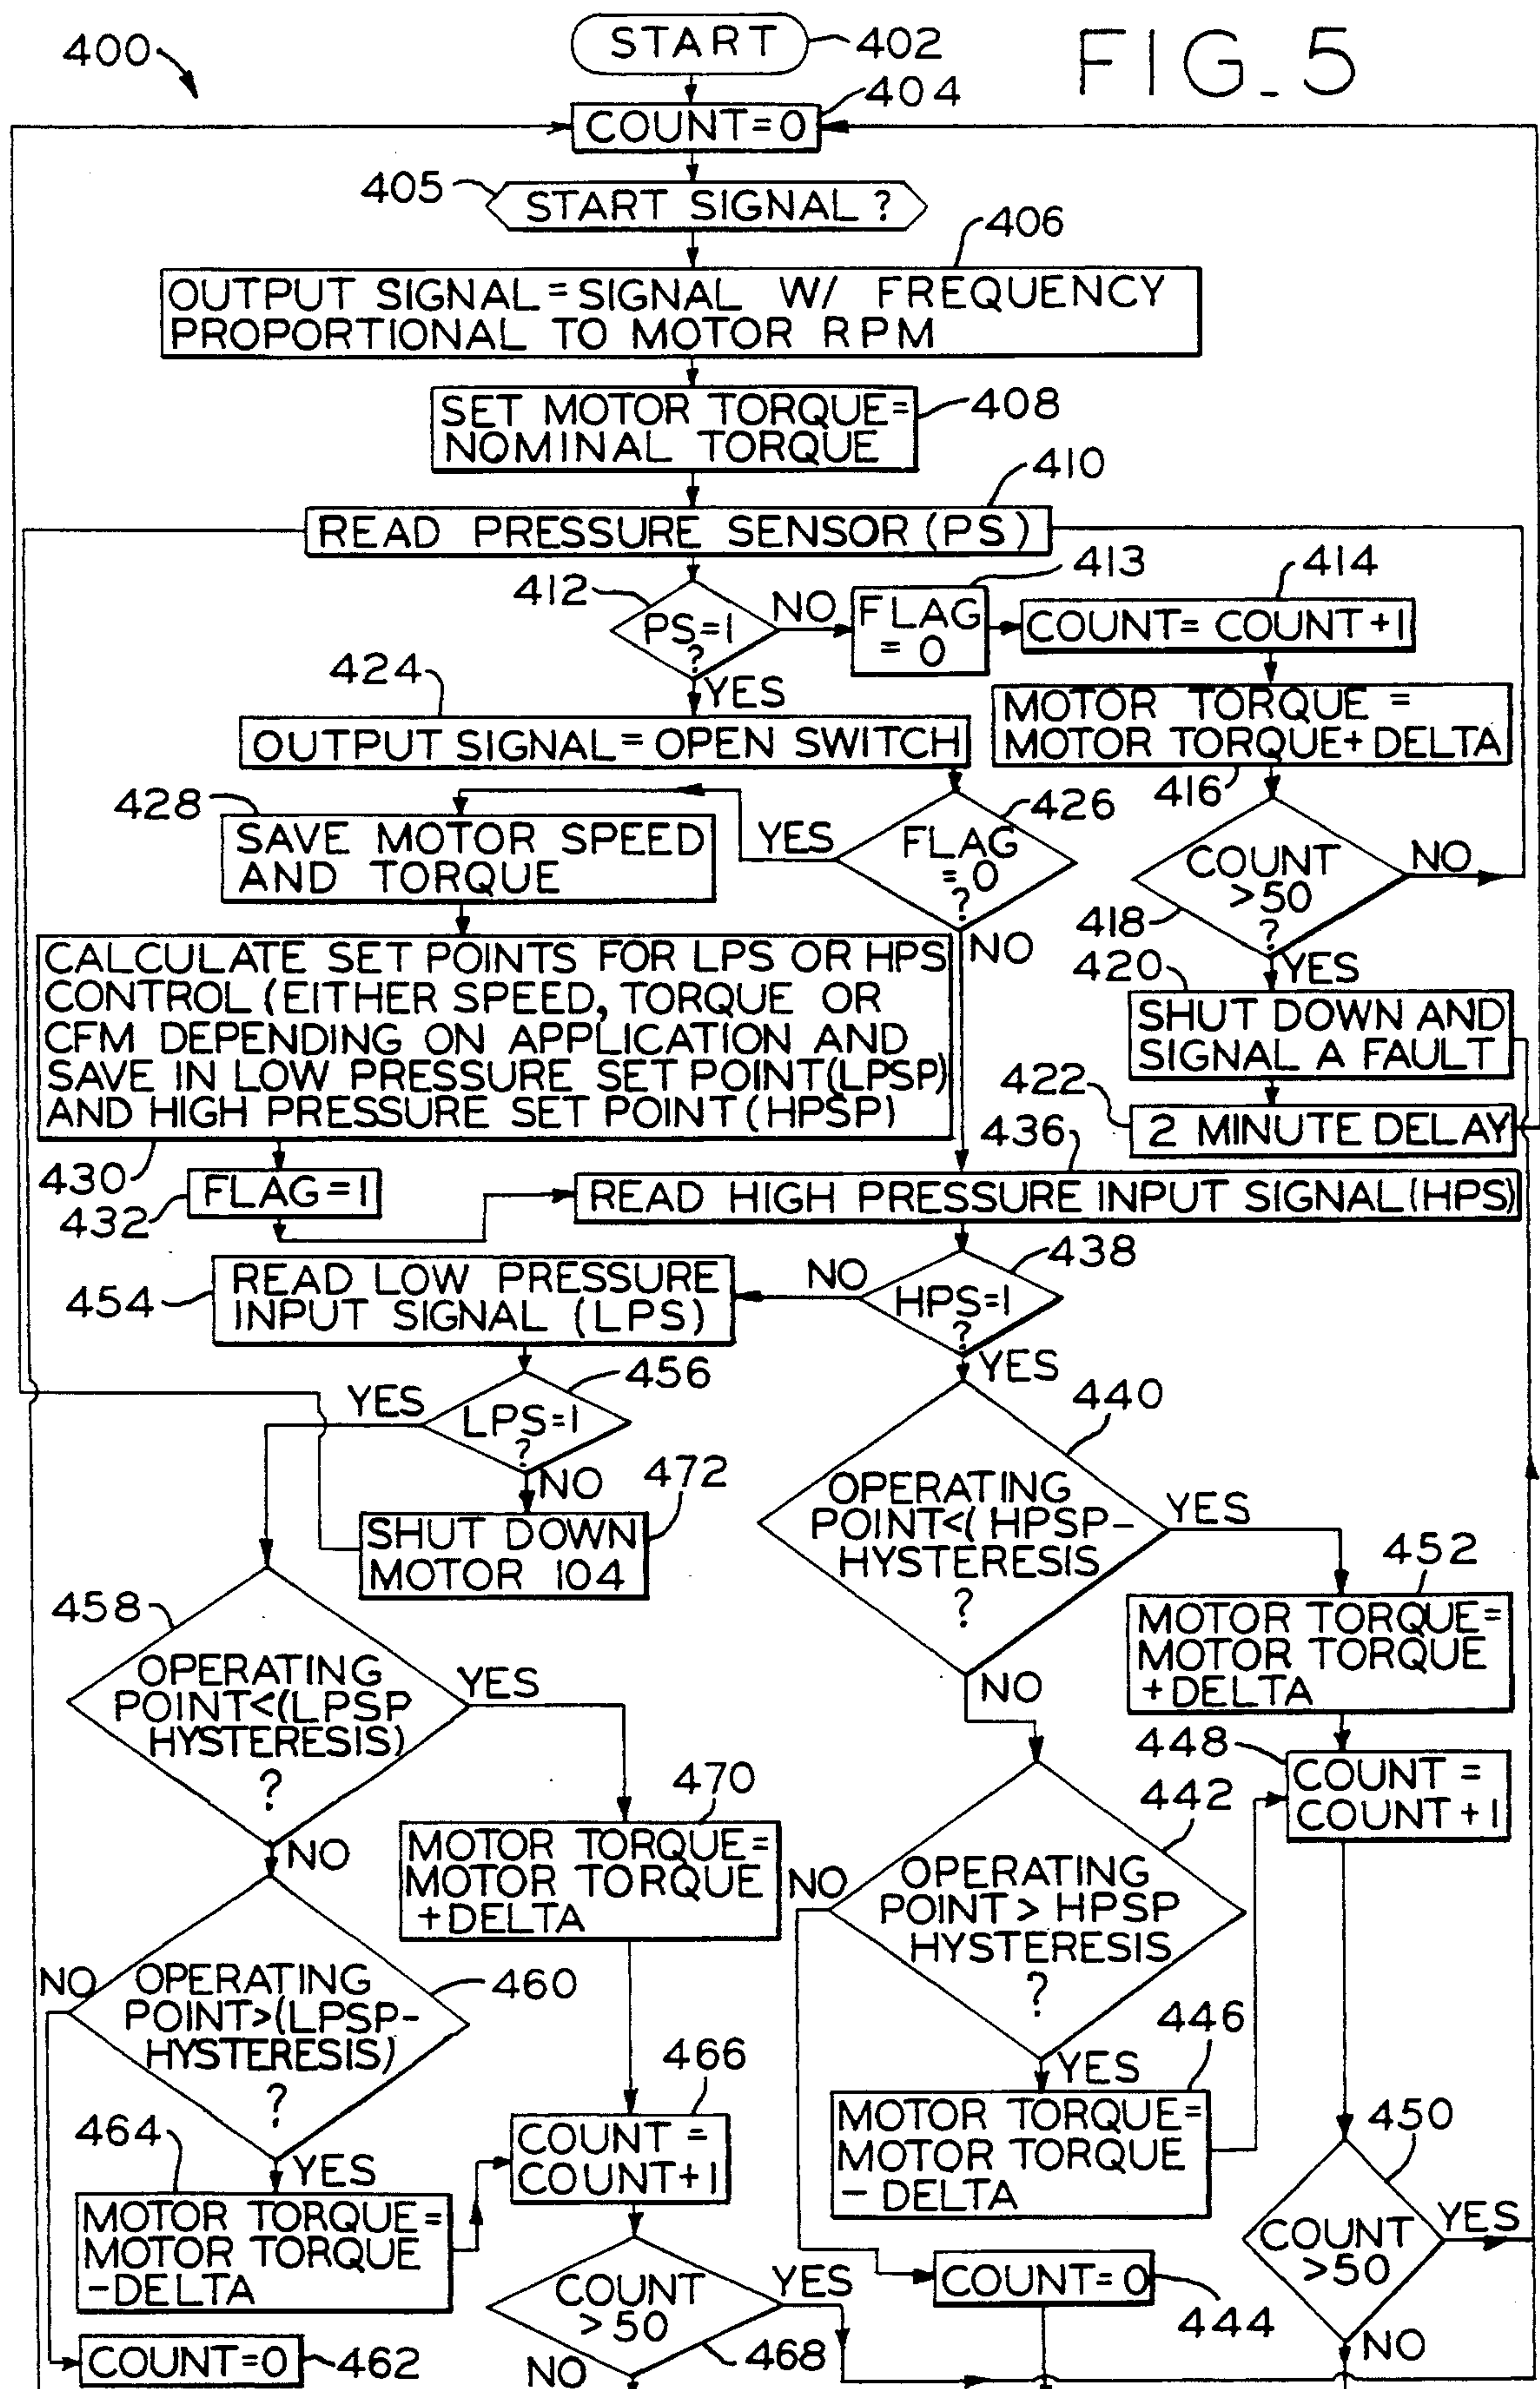 FIG_5
400
START
402
404
COUNT=0
405
START SIGNAL ?
406
OUTPUT SIGNAL=SIGNAL W/ FREQUENCY
PROPORTIONAL TO MOTOR RPM
SET MOTOR TORQUE=
NOMINAL TORQUE
408
410
READ PRESSURE SENSOR (PS)
412
PS=1
?
NO
YES
413
FLAG
= 0
414
COUNT= COUNT +1
MOTOR TORQUE =
MOTOR TORQUE+ DELTA
416
424
OUTPUT SIGNAL= OPEN SWITCH
426
FLAG
=0
?
YES
NO
428
SAVE MOTOR SPEED
AND TORQUE
COUNT
>50
?
418
NO
YES
420
SHUT DOWN AND
SIGNAL A FAULT
422
2 MINUTE DELAY
CALCULATE SET POINTS FOR LPS OR HPS
CONTROL (EITHER SPEED, TORQUE OR
CFM DEPENDING ON APPLICATION AND
SAVE IN LOW PRESSURE SET POINT(LPSP)
AND HIGH PRESSURE SET POINT (HPSP)
430
FLAG=1
432
436
READ HIGH PRESSURE INPUT SIGNAL(HPS)
438
HPS=1
?
NO
YES
READ LOW PRESSURE
INPUT SIGNAL (LPS)
454
456
LPS=1
?
YES
NO
472
SHUT DOWN
MOTOR 104
440
OPERATING
POINT<( HPSP-
HYSTERESIS
?
YES
NO
452
MOTOR TORQUE=
MOTOR TORQUE
+DELTA
448
COUNT =
COUNT +1
458
OPERATING
POINT<(LPSP
HYSTERESIS)
?
YES
NO
470
MOTOR TORQUE=
MOTOR TORQUE
+DELTA
442
OPERATING
POINT > HPSP
HYSTERESIS
?
NO
YES
446
MOTOR TORQUE=
MOTOR TORQUE
- DELTA
460
OPERATING
POINT>(LPSP-
HYSTERESIS)
?
NO
YES
464
MOTOR TORQUE=
MOTOR TORQUE
-DELTA
466
COUNT =
COUNT+1
450
COUNT
>50
YES
NO
COUNT
>50
468
YES
NO
COUNT=0
444
COUNT=0
462